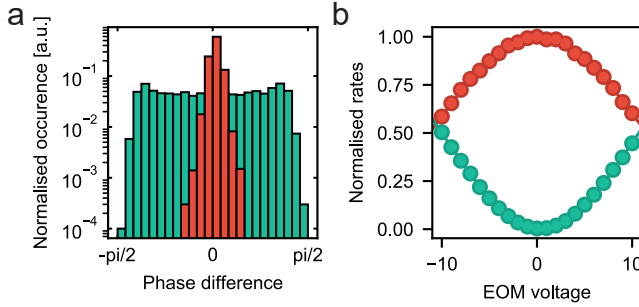 a
Normalised occurence [a.u.]
10⁻¹
10⁻²
10⁻³
10⁻⁴
−pi/2
0
pi/2
Phase difference
b
Normalised rates
1.00
0.75
0.50
0.25
0.00
−10
0
10
EOM voltage